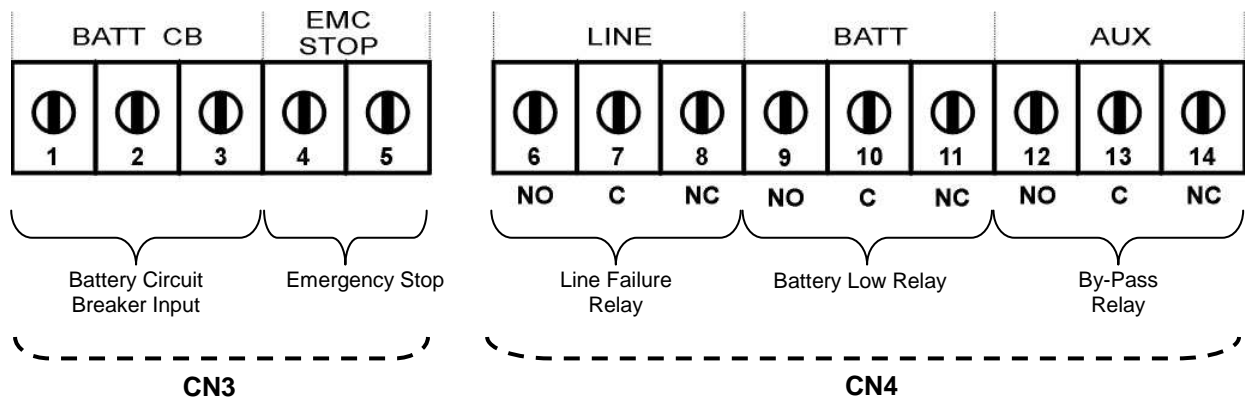 BATT CB EMC STOP LINE BATT AUX
1 2 3 4 5 6 7 8 9 10 11 12 13 14
NO C NC NO C NC NO C NC
Battery Circuit Breaker Input
Emergency Stop
Line Failure Relay
Battery Low Relay
By-Pass Relay
CN3 CN4